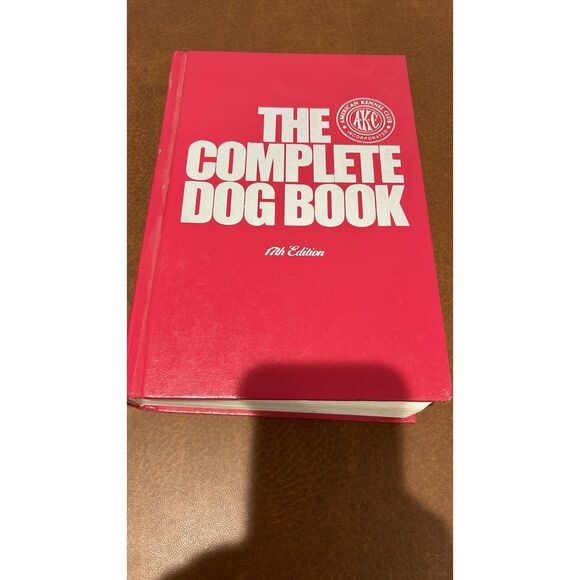 THE
COMPLETE
DOG BOOK
AMERICAN KENNEL CLUB
AKC
INCORPORATED
17th Edition